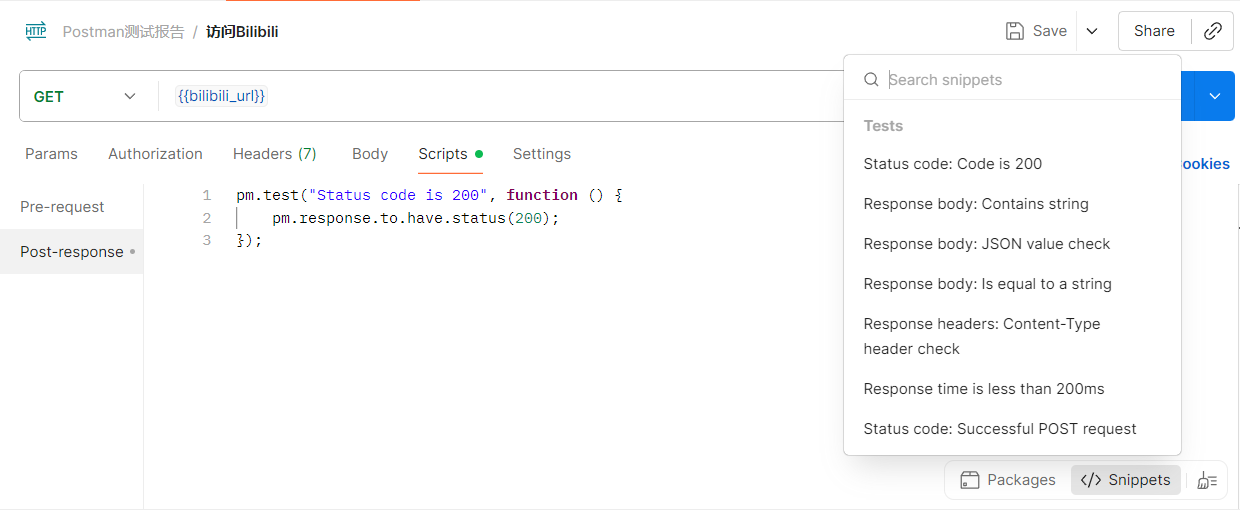 HTTP
Postman测试报告 / 访问Bilibili
Save
Share
GET
{{bilibili_url}}
Params
Authorization
Headers (7)
Body
Scripts
Settings
ookies
Pre-request
Post-response
1 pm.test("Status code is 200", function () {
2 pm.response.to.have.status(200);
3 });
Search snippets
Tests
Status code: Code is 200
Response body: Contains string
Response body: JSON value check
Response body: Is equal to a string
Response headers: Content-Type
header check
Response time is less than 200ms
Status code: Successful POST request
Packages
</> Snippets